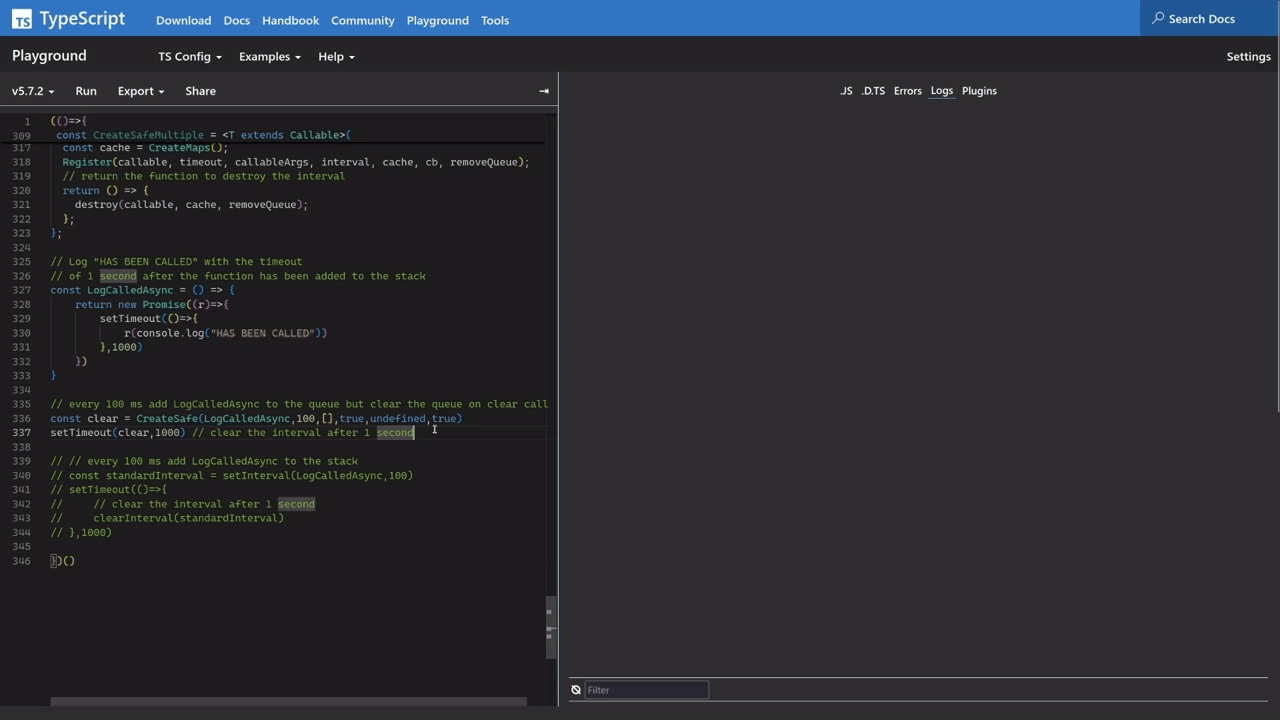 TS TypeScript Download Docs Handbook Community Playground Tools Search Docs
Playground TS Config Examples Help Settings
v5.7.2 Run Export Share .JS .D.TS Errors Logs Plugins
1 (()=>{
309 const CreateSafeMultiple = <T extends Callable>(
317 const cache = CreateMaps();
318 Register(callable, timeout, callableArgs, interval, cache, cb, removeQueue);
319 // return the function to destroy the interval
320 return () => {
321 destroy(callable, cache, removeQueue);
322 };
323 };
324
325 // Log "HAS BEEN CALLED" with the timeout
326 // of 1 second after the function has been added to the stack
327 const LogCalledAsync = () => {
328 return new Promise((r)=>{
329 setTimeout(()=>{
330 r(console.log("HAS BEEN CALLED"))
331 },1000)
332 })
333 }
334
335 // every 100 ms add LogCalledAsync to the queue but clear the queue on clear call
336 const clear = CreateSafe(LogCalledAsync,100,[],true,undefined,true)
337 setTimeout(clear,1000) // clear the interval after 1 second
338
339 // // every 100 ms add LogCalledAsync to the stack
340 // const standardInterval = setInterval(LogCalledAsync,100)
341 // setTimeout(()=>{
342 // // clear the interval after 1 second
343 // clearInterval(standardInterval)
344 // },1000)
345
346 })()
Filter